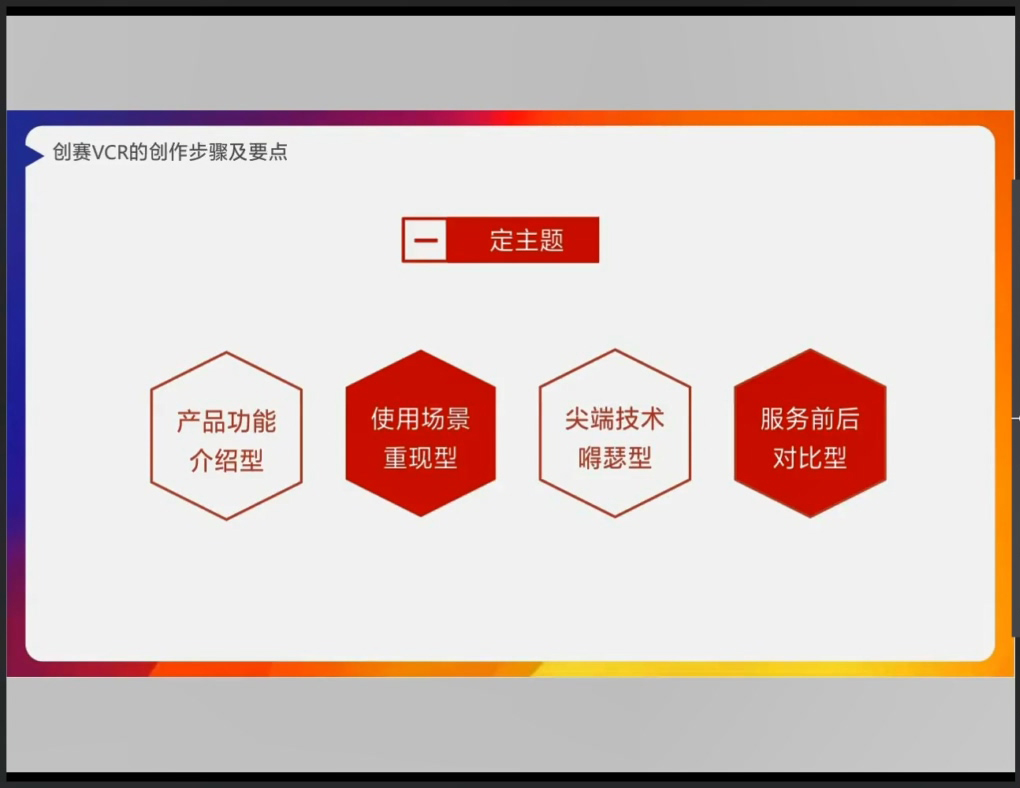 创赛VCR的创作步骤及要点
一 定主题
产品功能
介绍型
使用场景
重现型
尖端技术
嘚瑟型
服务前后
对比型